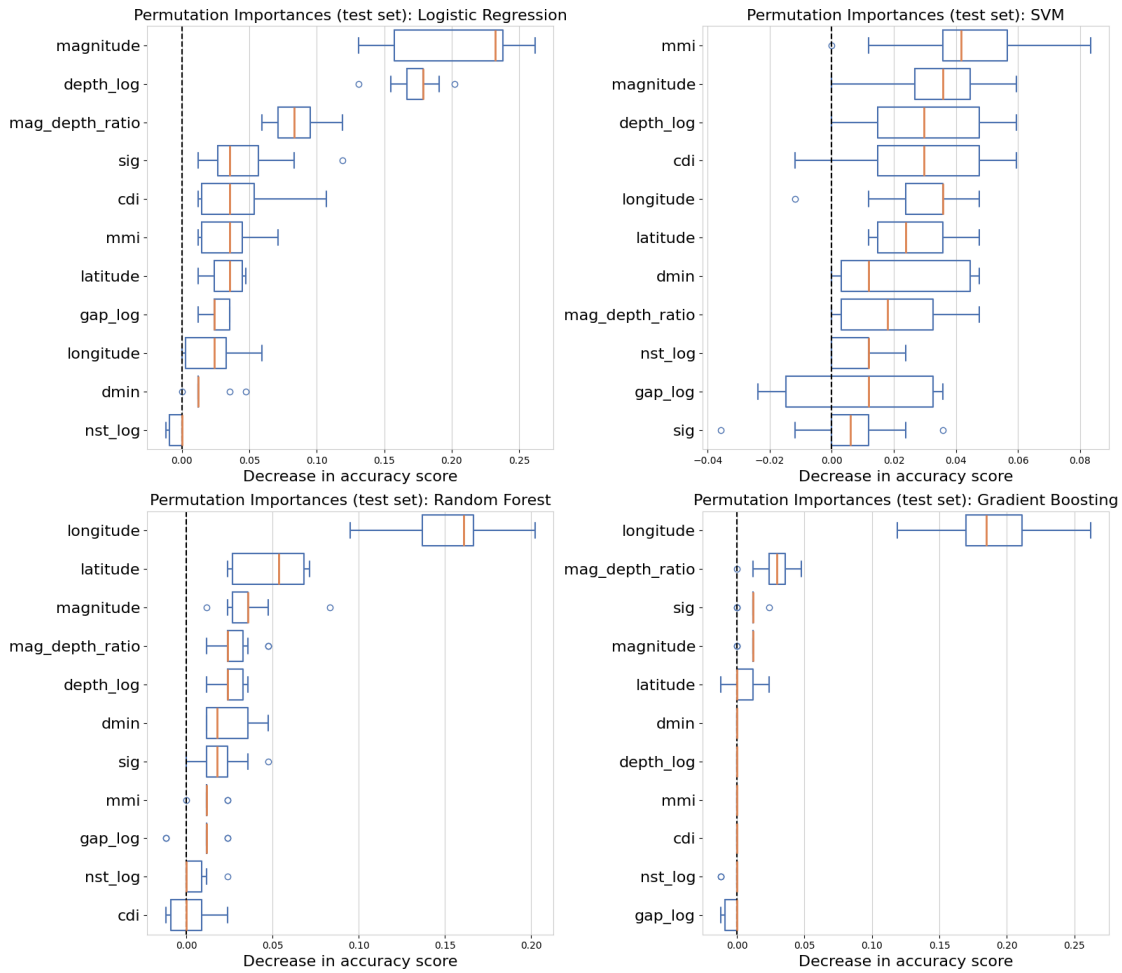 Permutation Importances (test set): Logistic Regression
magnitude
depth_log
mag_depth_ratio
sig
cdi
mmi
latitude
gap_log
longitude
dmin
nst_log
0.00 0.05 0.10 0.15 0.20 0.25
Decrease in accuracy score
Permutation Importances (test set): SVM
mmi
magnitude
depth_log
cdi
longitude
latitude
dmin
mag_depth_ratio
nst_log
gap_log
sig
−0.04 −0.02 0.00 0.02 0.04 0.06 0.08
Decrease in accuracy score
Permutation Importances (test set): Random Forest
longitude
latitude
magnitude
mag_depth_ratio
depth_log
dmin
sig
mmi
gap_log
nst_log
cdi
0.00 0.05 0.10 0.15 0.20
Decrease in accuracy score
Permutation Importances (test set): Gradient Boosting
longitude
mag_depth_ratio
sig
magnitude
latitude
dmin
depth_log
mmi
cdi
nst_log
gap_log
0.00 0.05 0.10 0.15 0.20 0.25
Decrease in accuracy score